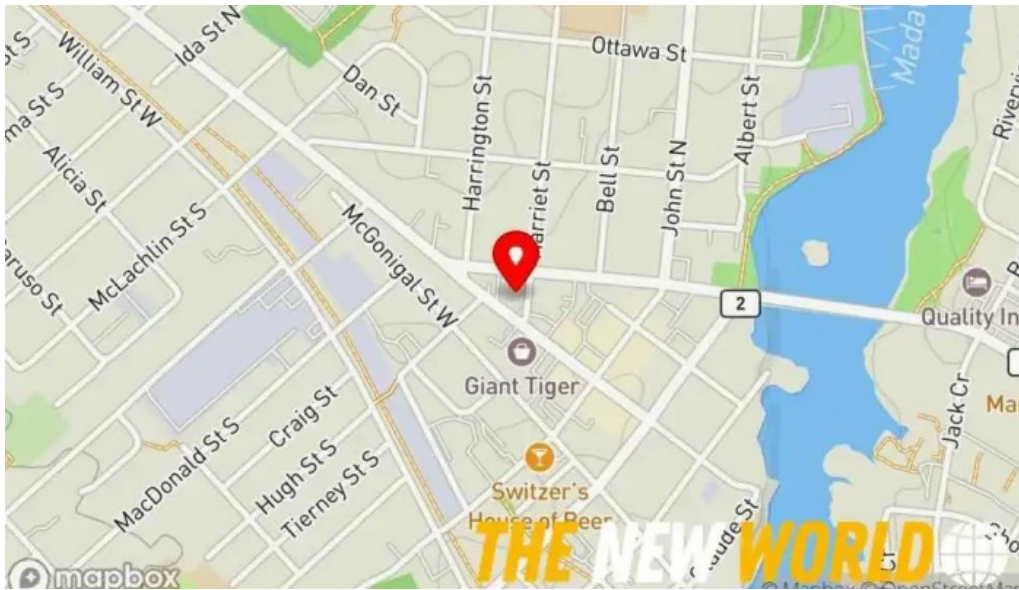 Ottawa St
Mada
Ida St N
William St W
Dan St
Harrington St
Albert St
Bell St
John St N
Harriet St
Alicia St
McLachlin St S
McGonigal St W
2
Quality In
Giant Tiger
Jack Cr
Craig St
MacDonald St S
Hugh St S
Tierney St S
Switzer's
House of Beer
THE NEW WORLD
mapbox
© Mapbox © OpenStreetMap